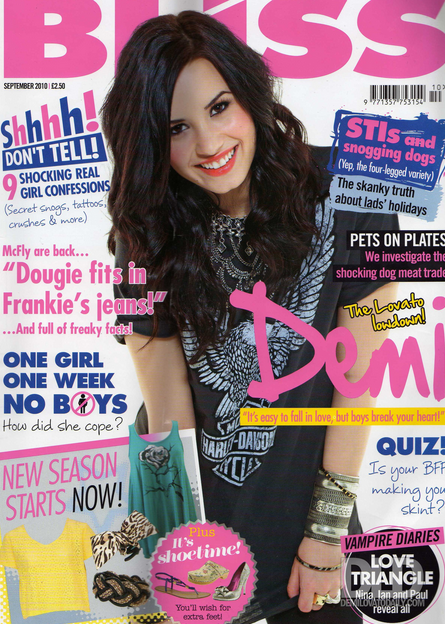 Bliss
SEPTEMBER 2010 | £2.50
10>
9 771357 753154
Shhhh!
DON'T TELL!
9 SHOCKING REAL
GIRL CONFESSIONS
(Secret snogs, tattoos,
crushes & more)
STIs and
snogging dogs
(Yep, the four-legged variety)
The skanky truth
about lads' holidays
McFly are back...
"Dougie fits in
Frankie's jeans!"
...And full of freaky facts!
PETS ON PLATES
We investigate the
shocking dog meat trade
The Lovato
lowdown!
Demi
"It's easy to fall in love, but boys break your heart!"
ONE GIRL
ONE WEEK
NO BOYS
How did she cope?
HARLEY-DAVIDSON
QUIZ!
Is your BFF
making you
skint?
NEW SEASON
STARTS NOW!
Plus
It's
shoetime!
You'll wish for
extra feet!
VAMPIRE DIARIES
LOVE
TRIANGLE
Nina, Ian and Paul
reveal all
DEMILOVATODAILY.COM